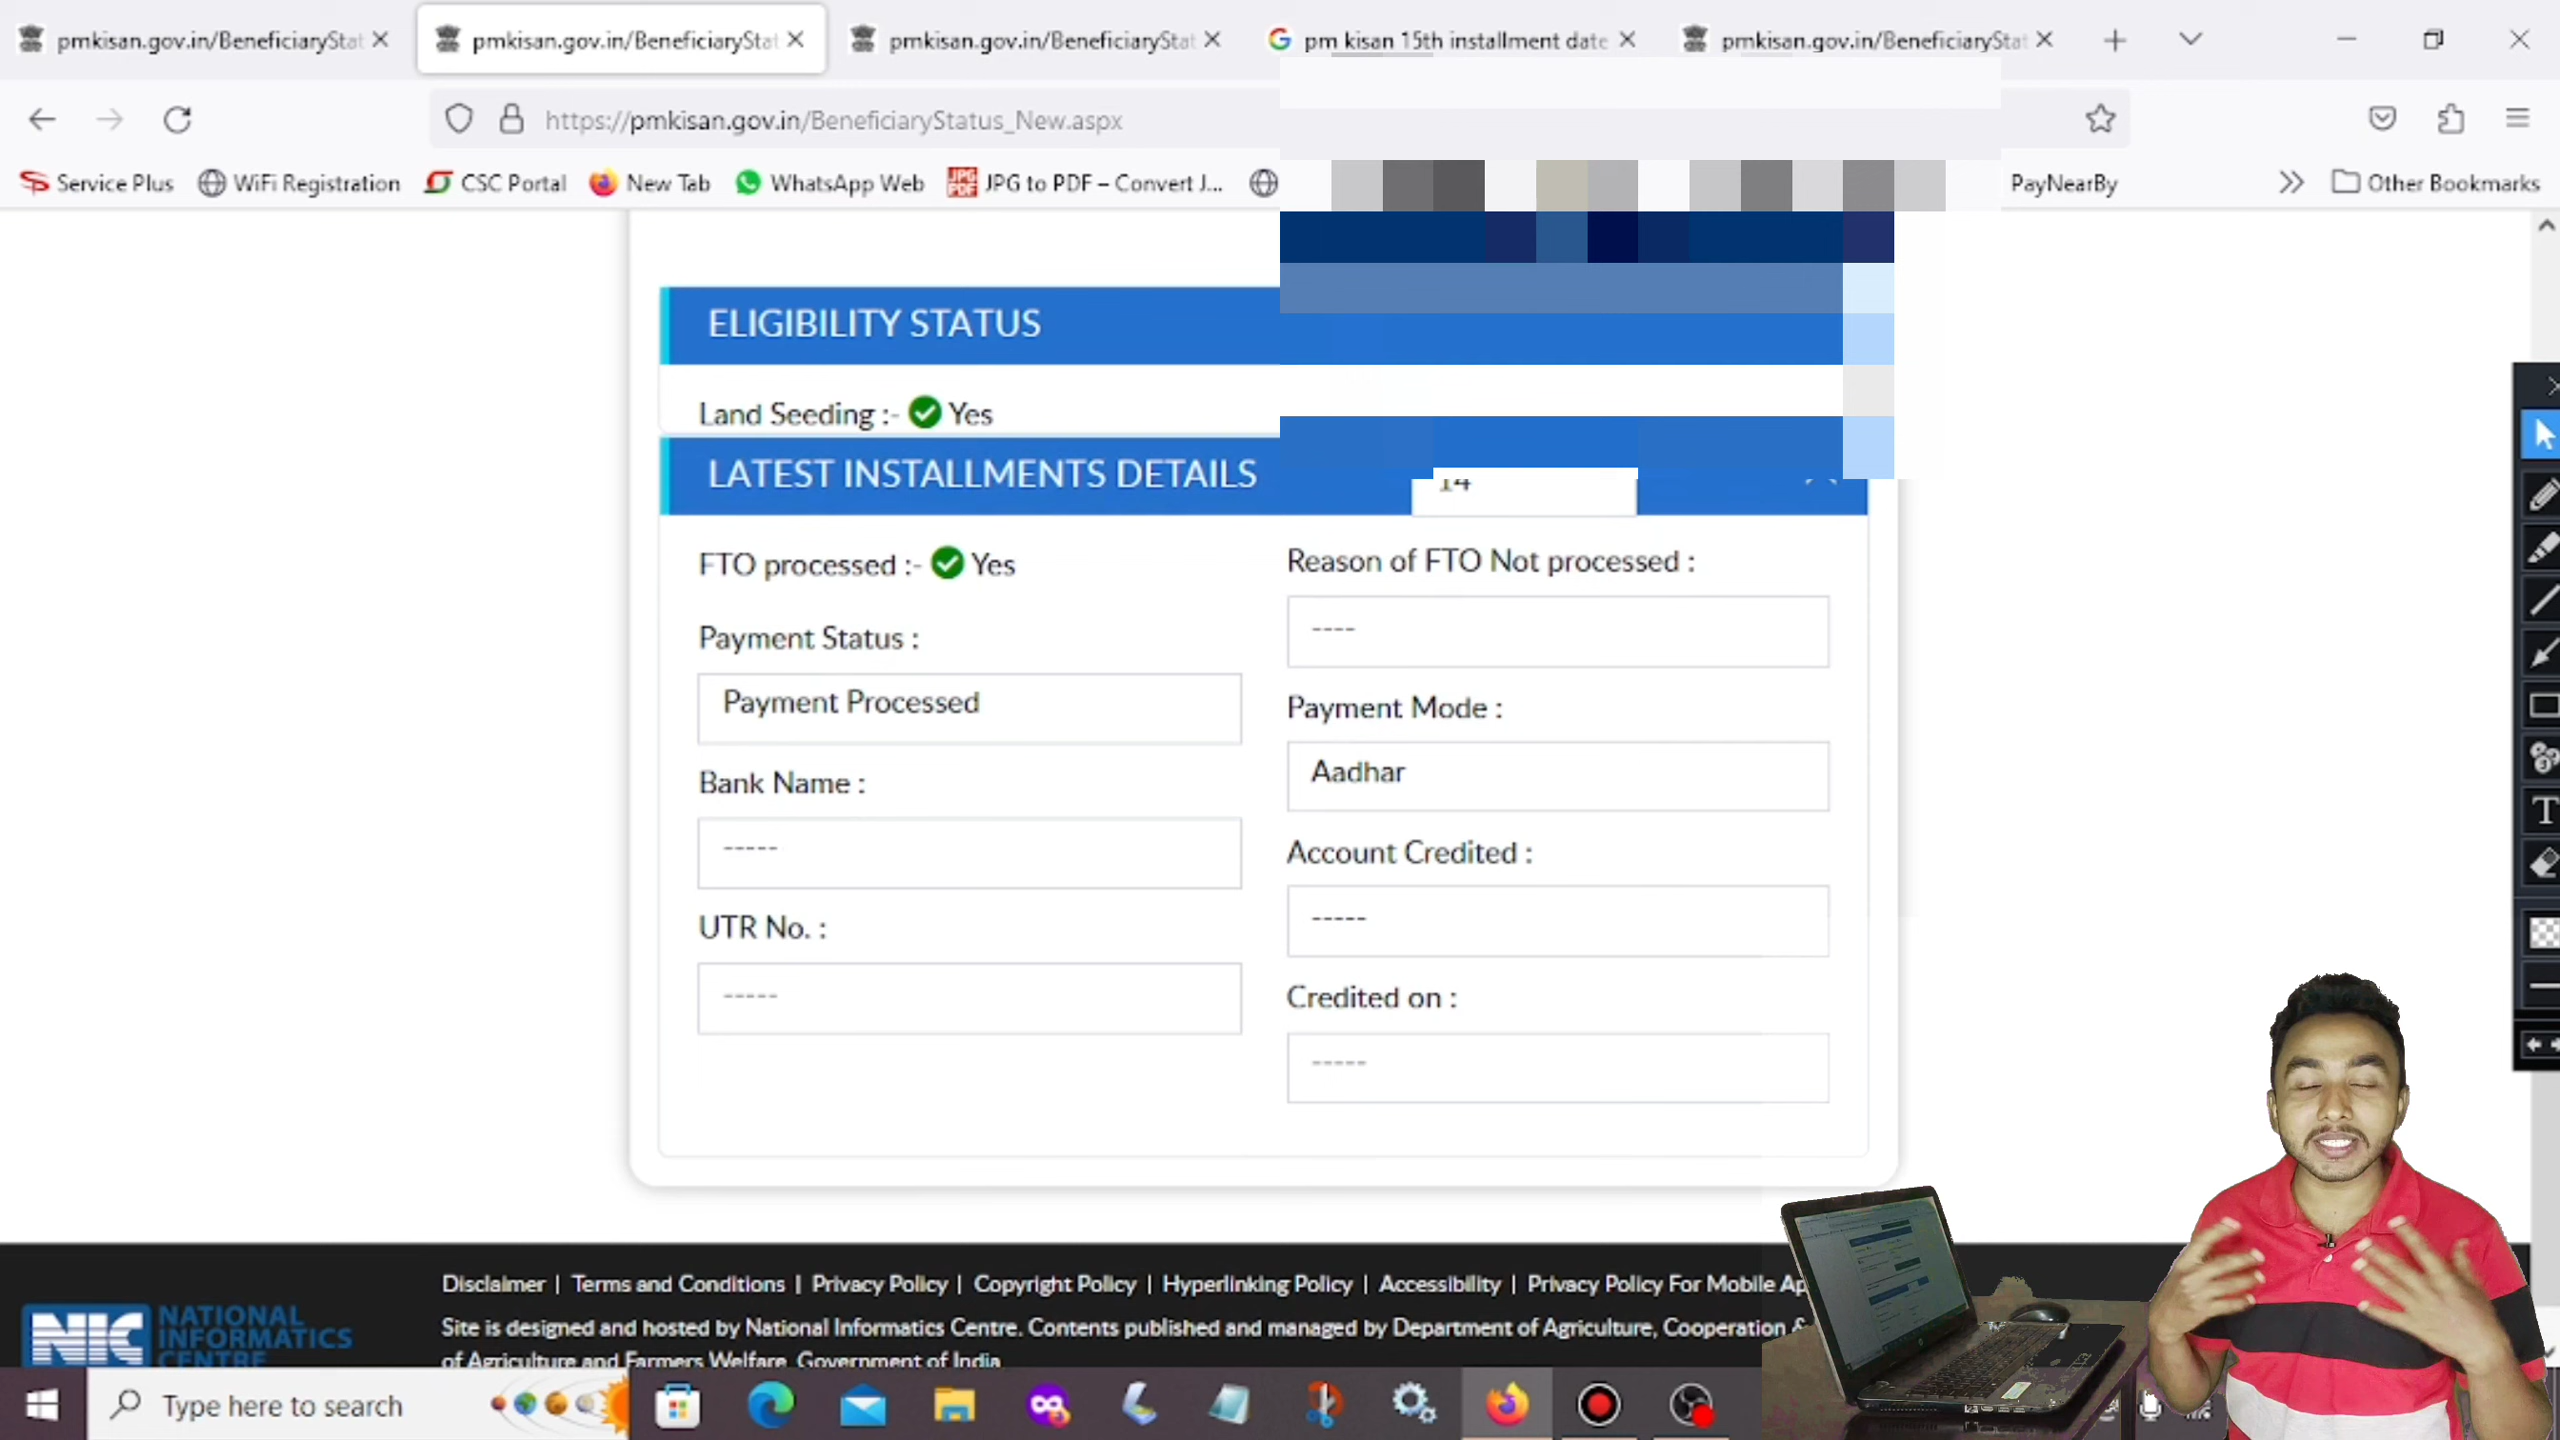 pmkisan.gov.in/BeneficiaryStat
pmkisan.gov.in/BeneficiaryStat
pmkisan.gov.in/BeneficiaryStat
pm kisan 15th installment date
pmkisan.gov.in/BeneficiaryStat
https://pmkisan.gov.in/BeneficiaryStatus_New.aspx
Service Plus
WiFi Registration
CSC Portal
New Tab
WhatsApp Web
JPG to PDF – Convert J...
PayNearBy
Other Bookmarks
ELIGIBILITY STATUS
Land Seeding :- Yes
LATEST INSTALLMENTS DETAILS
14
FTO processed :- Yes
Reason of FTO Not processed :
----
Payment Status :
Payment Processed
Payment Mode :
Aadhar
Bank Name :
-----
Account Credited :
-----
UTR No. :
-----
Credited on :
-----
Disclaimer | Terms and Conditions | Privacy Policy | Copyright Policy | Hyperlinking Policy | Accessibility | Privacy Policy For Mobile Ap
NIC NATIONAL
INFORMATICS
CENTRE
Site is designed and hosted by National Informatics Centre. Contents published and managed by Department of Agriculture, Cooperation &
of Agriculture and Farmers Welfare, Government of India
Type here to search